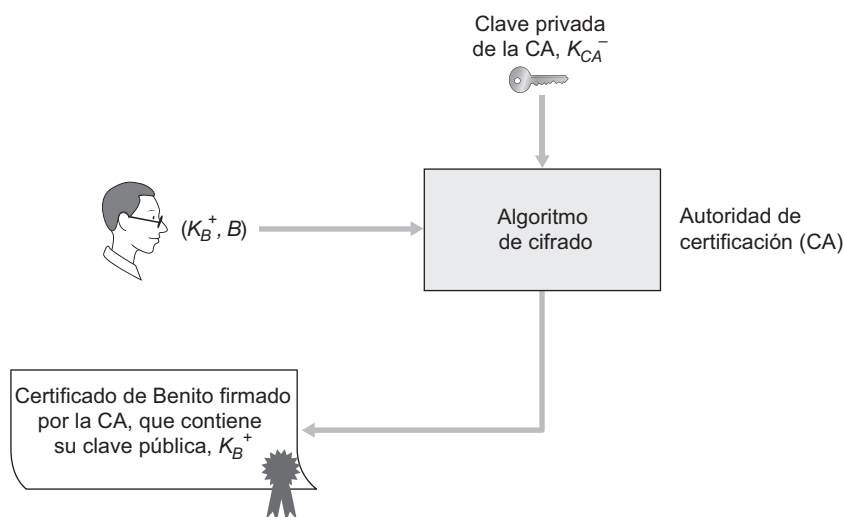 Clave privada
de la CA, K_CA^-
(K_B^+, B)
Algoritmo
de cifrado
Autoridad de
certificación (CA)
Certificado de Benito firmado
por la CA, que contiene
su clave pública, K_B^+